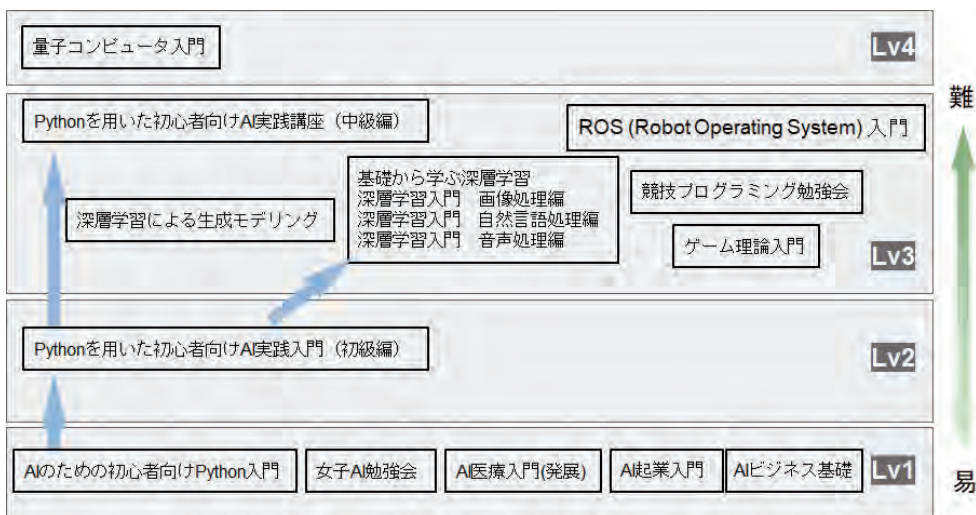 量子コンピュータ入門
Lv4
難
Pythonを用いた初心者向けAI実践講座（中級編）
ROS (Robot Operating System) 入門
基礎から学ぶ深層学習
深層学習入門　画像処理編
深層学習入門　自然言語処理編
深層学習入門　音声処理編
競技プログラミング勉強会
深層学習による生成モデリング
ゲーム理論入門
Lv3
Pythonを用いた初心者向けAI実践入門（初級編）
Lv2
AIのための初心者向けPython入門
女子AI勉強会
AI医療入門(発展)
AI起業入門
AIビジネス基礎
Lv1
易